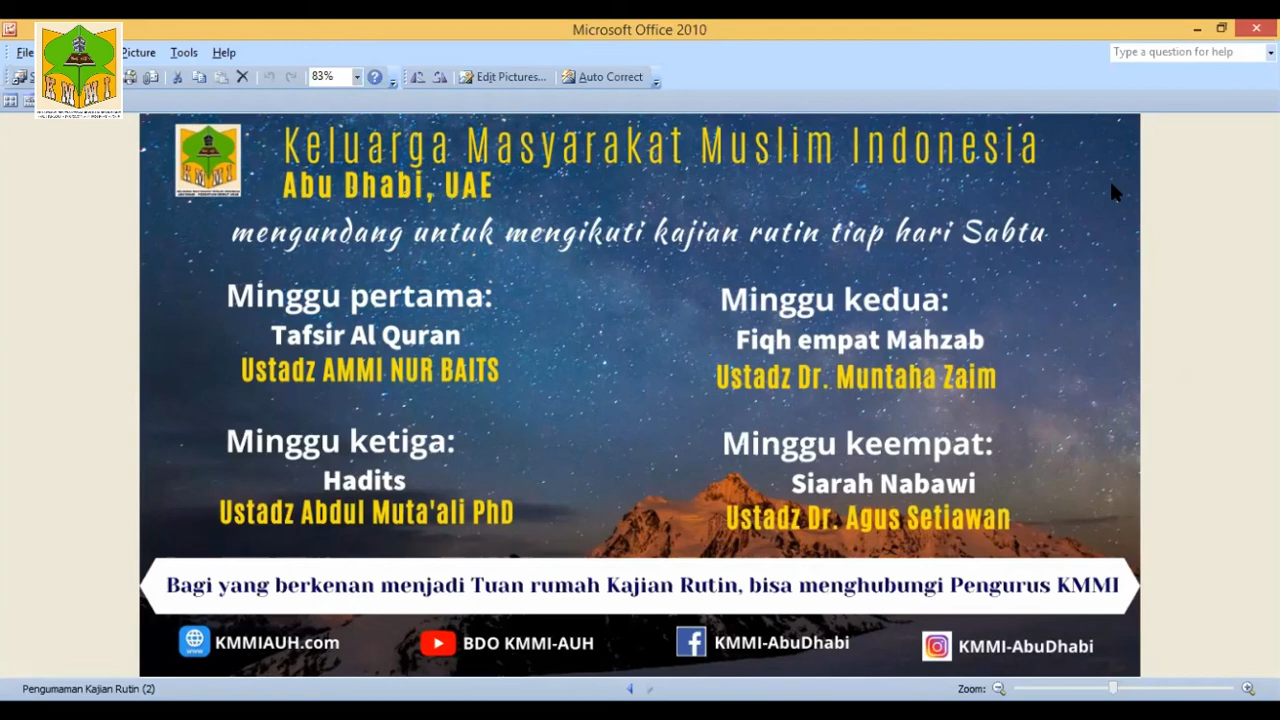 Microsoft Office 2010
File Picture Tools Help
Type a question for help
83%
Edit Pictures...
Auto Correct
KMMI
KMMI
Keluarga Masyarakat Muslim Indonesia
Abu Dhabi, UAE
mengundang untuk mengikuti kajian rutin tiap hari Sabtu
Minggu pertama:
Tafsir Al Quran
Ustadz AMMI NUR BAITS
Minggu kedua:
Fiqh empat Mahzab
Ustadz Dr. Muntaha Zaim
Minggu ketiga:
Hadits
Ustadz Abdul Muta'ali PhD
Minggu keempat:
Siarah Nabawi
Ustadz Dr. Agus Setiawan
Bagi yang berkenan menjadi Tuan rumah Kajian Rutin, bisa menghubungi Pengurus KMMI
KMMIAUH.com
BDO KMMI-AUH
KMMI-AbuDhabi
KMMI-AbuDhabi
Pengumaman Kajian Rutin (2)
Zoom: